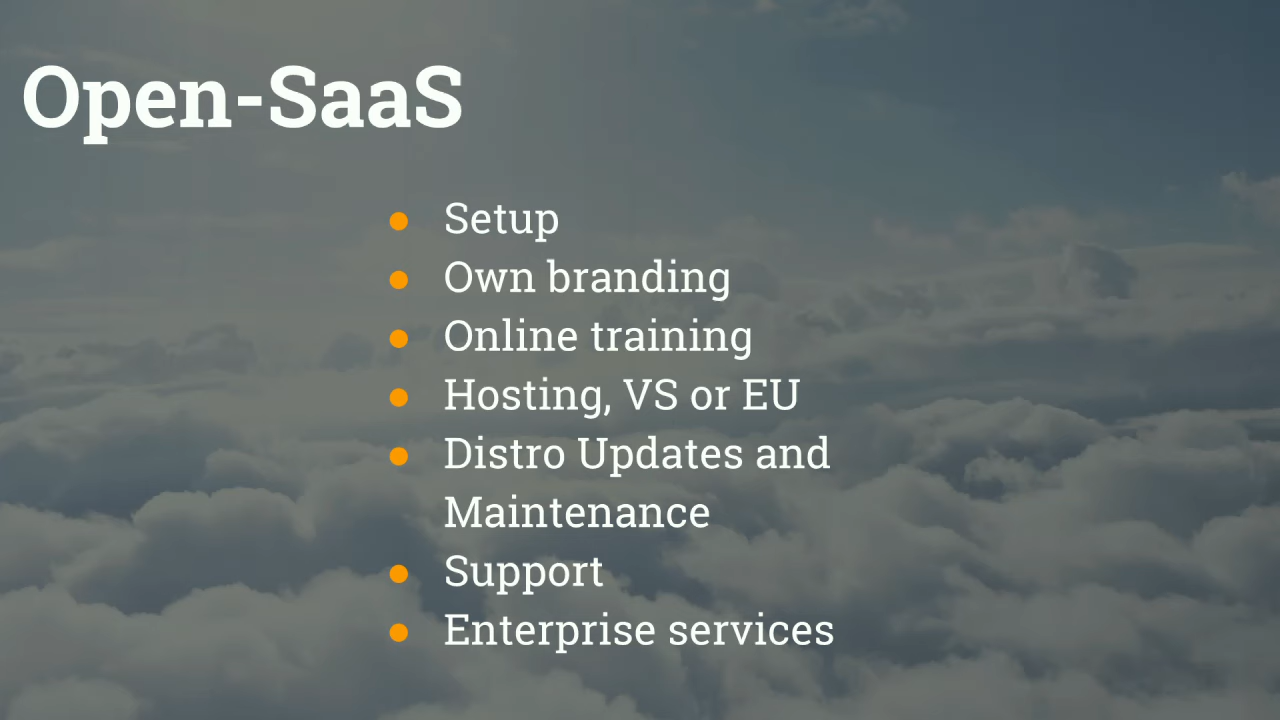 Open-SaaS
Setup
Own branding
Online training
Hosting, VS or EU
Distro Updates and
Maintenance
Support
Enterprise services